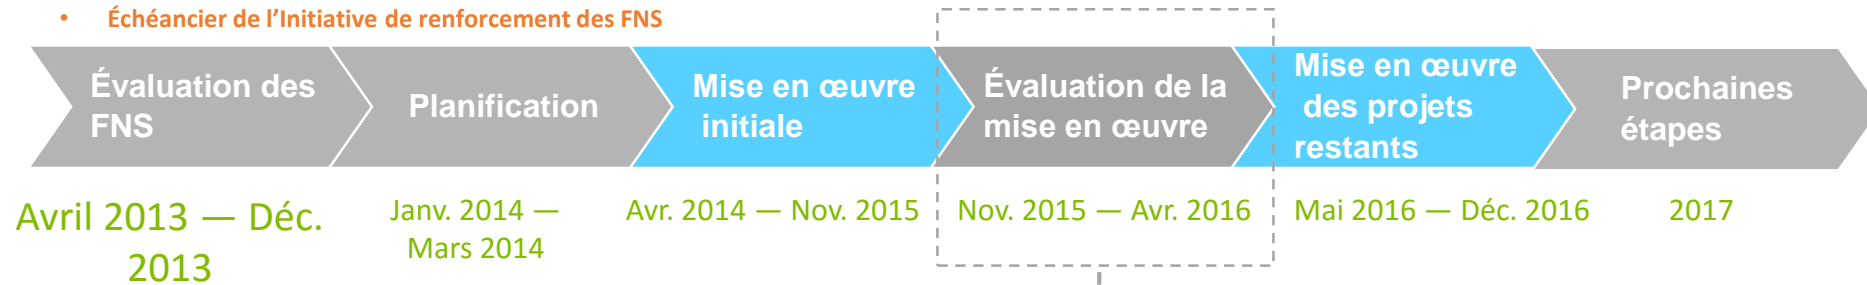 • Échéancier de l'Initiative de renforcement des FNS
Évaluation des
FNS
Planification
Mise en œuvre
initiale
Évaluation de la
mise en œuvre
Mise en œuvre
des projets
restants
Prochaines
étapes
Avril 2013 — Déc.
2013
Janv. 2014 —
Mars 2014
Avr. 2014 — Nov. 2015
Nov. 2015 — Avr. 2016
Mai 2016 — Déc. 2016
2017